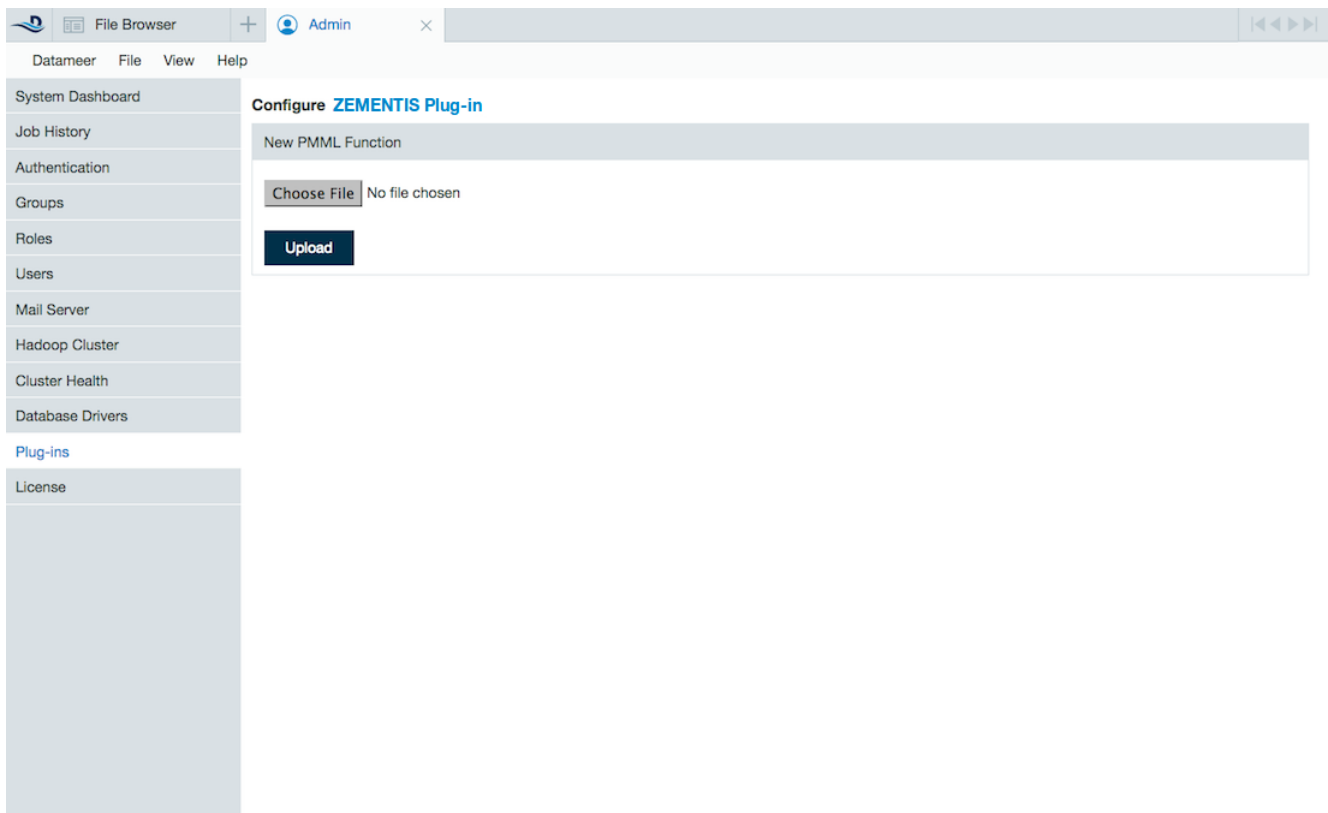 File Browser
Admin
Datameer File View Help
System Dashboard
Job History
Authentication
Groups
Roles
Users
Mail Server
Hadoop Cluster
Cluster Health
Database Drivers
Plug-ins
License
Configure ZEMENTIS Plug-in
New PMML Function
Choose File No file chosen
Upload